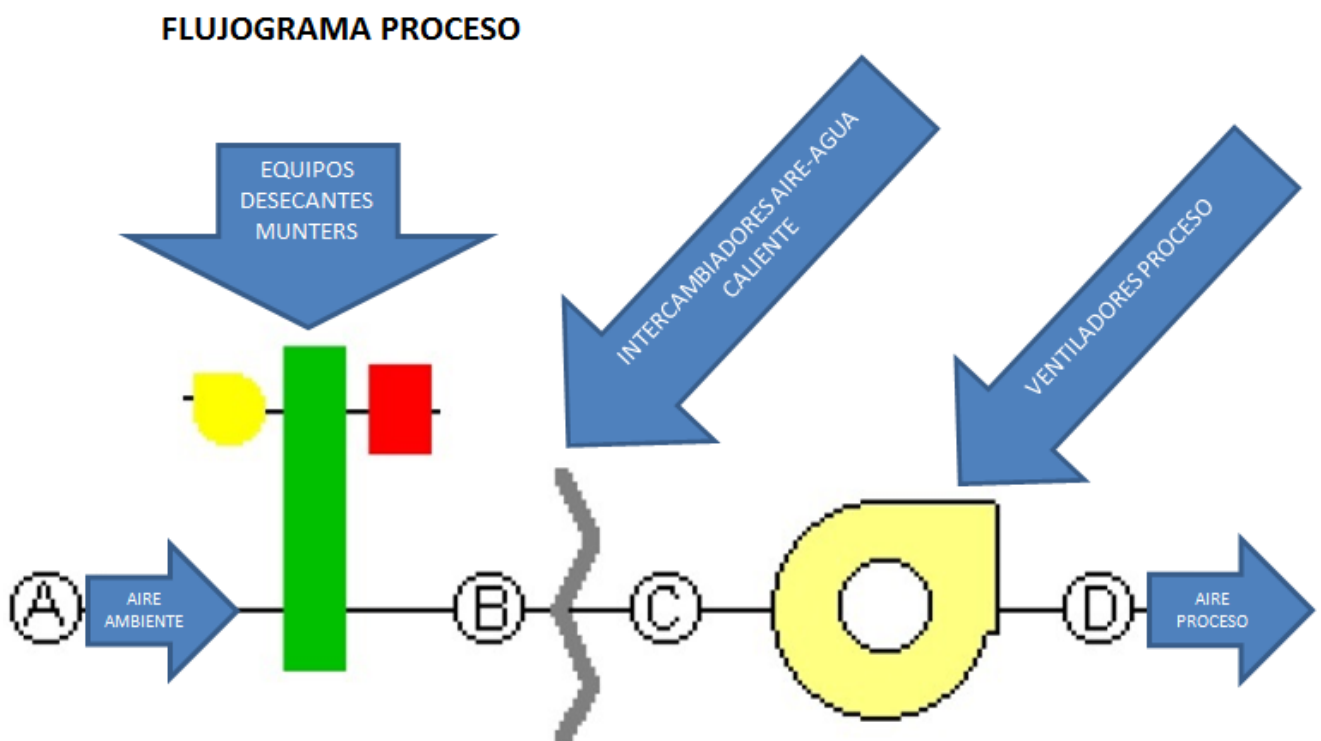 FLUJOGRAMA PROCESO
EQUIPOS
DESECANTES
MUNTERS
INTERCAMBIADORES AIRE-AGUA
CALIENTE
VENTILADORES PROCESO
A
AIRE
AMBIENTE
B
C
D
AIRE
PROCESO